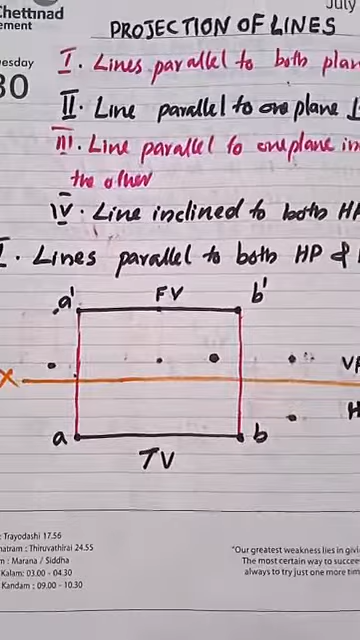 Chettinad
July
ement
PROJECTION OF LINES
esday
30
I. Lines parallel to both plan
II. Line parallel to one plane ⊥
III. Line parallel to one plane in
the other
IV. Line inclined to both HP
I. Lines parallel to both HP &
a' FV b'
X VP
H
a b
TV
: Trayodashi 17.56
hatram : Thiruvathirai 24.55
m : Marana / Siddha
Kalam: 03.00 - 04.30
Kandam : 09.00 - 10.30
"Our greatest weakness lies in givi
The most certain way to succee
always to try just one more tim